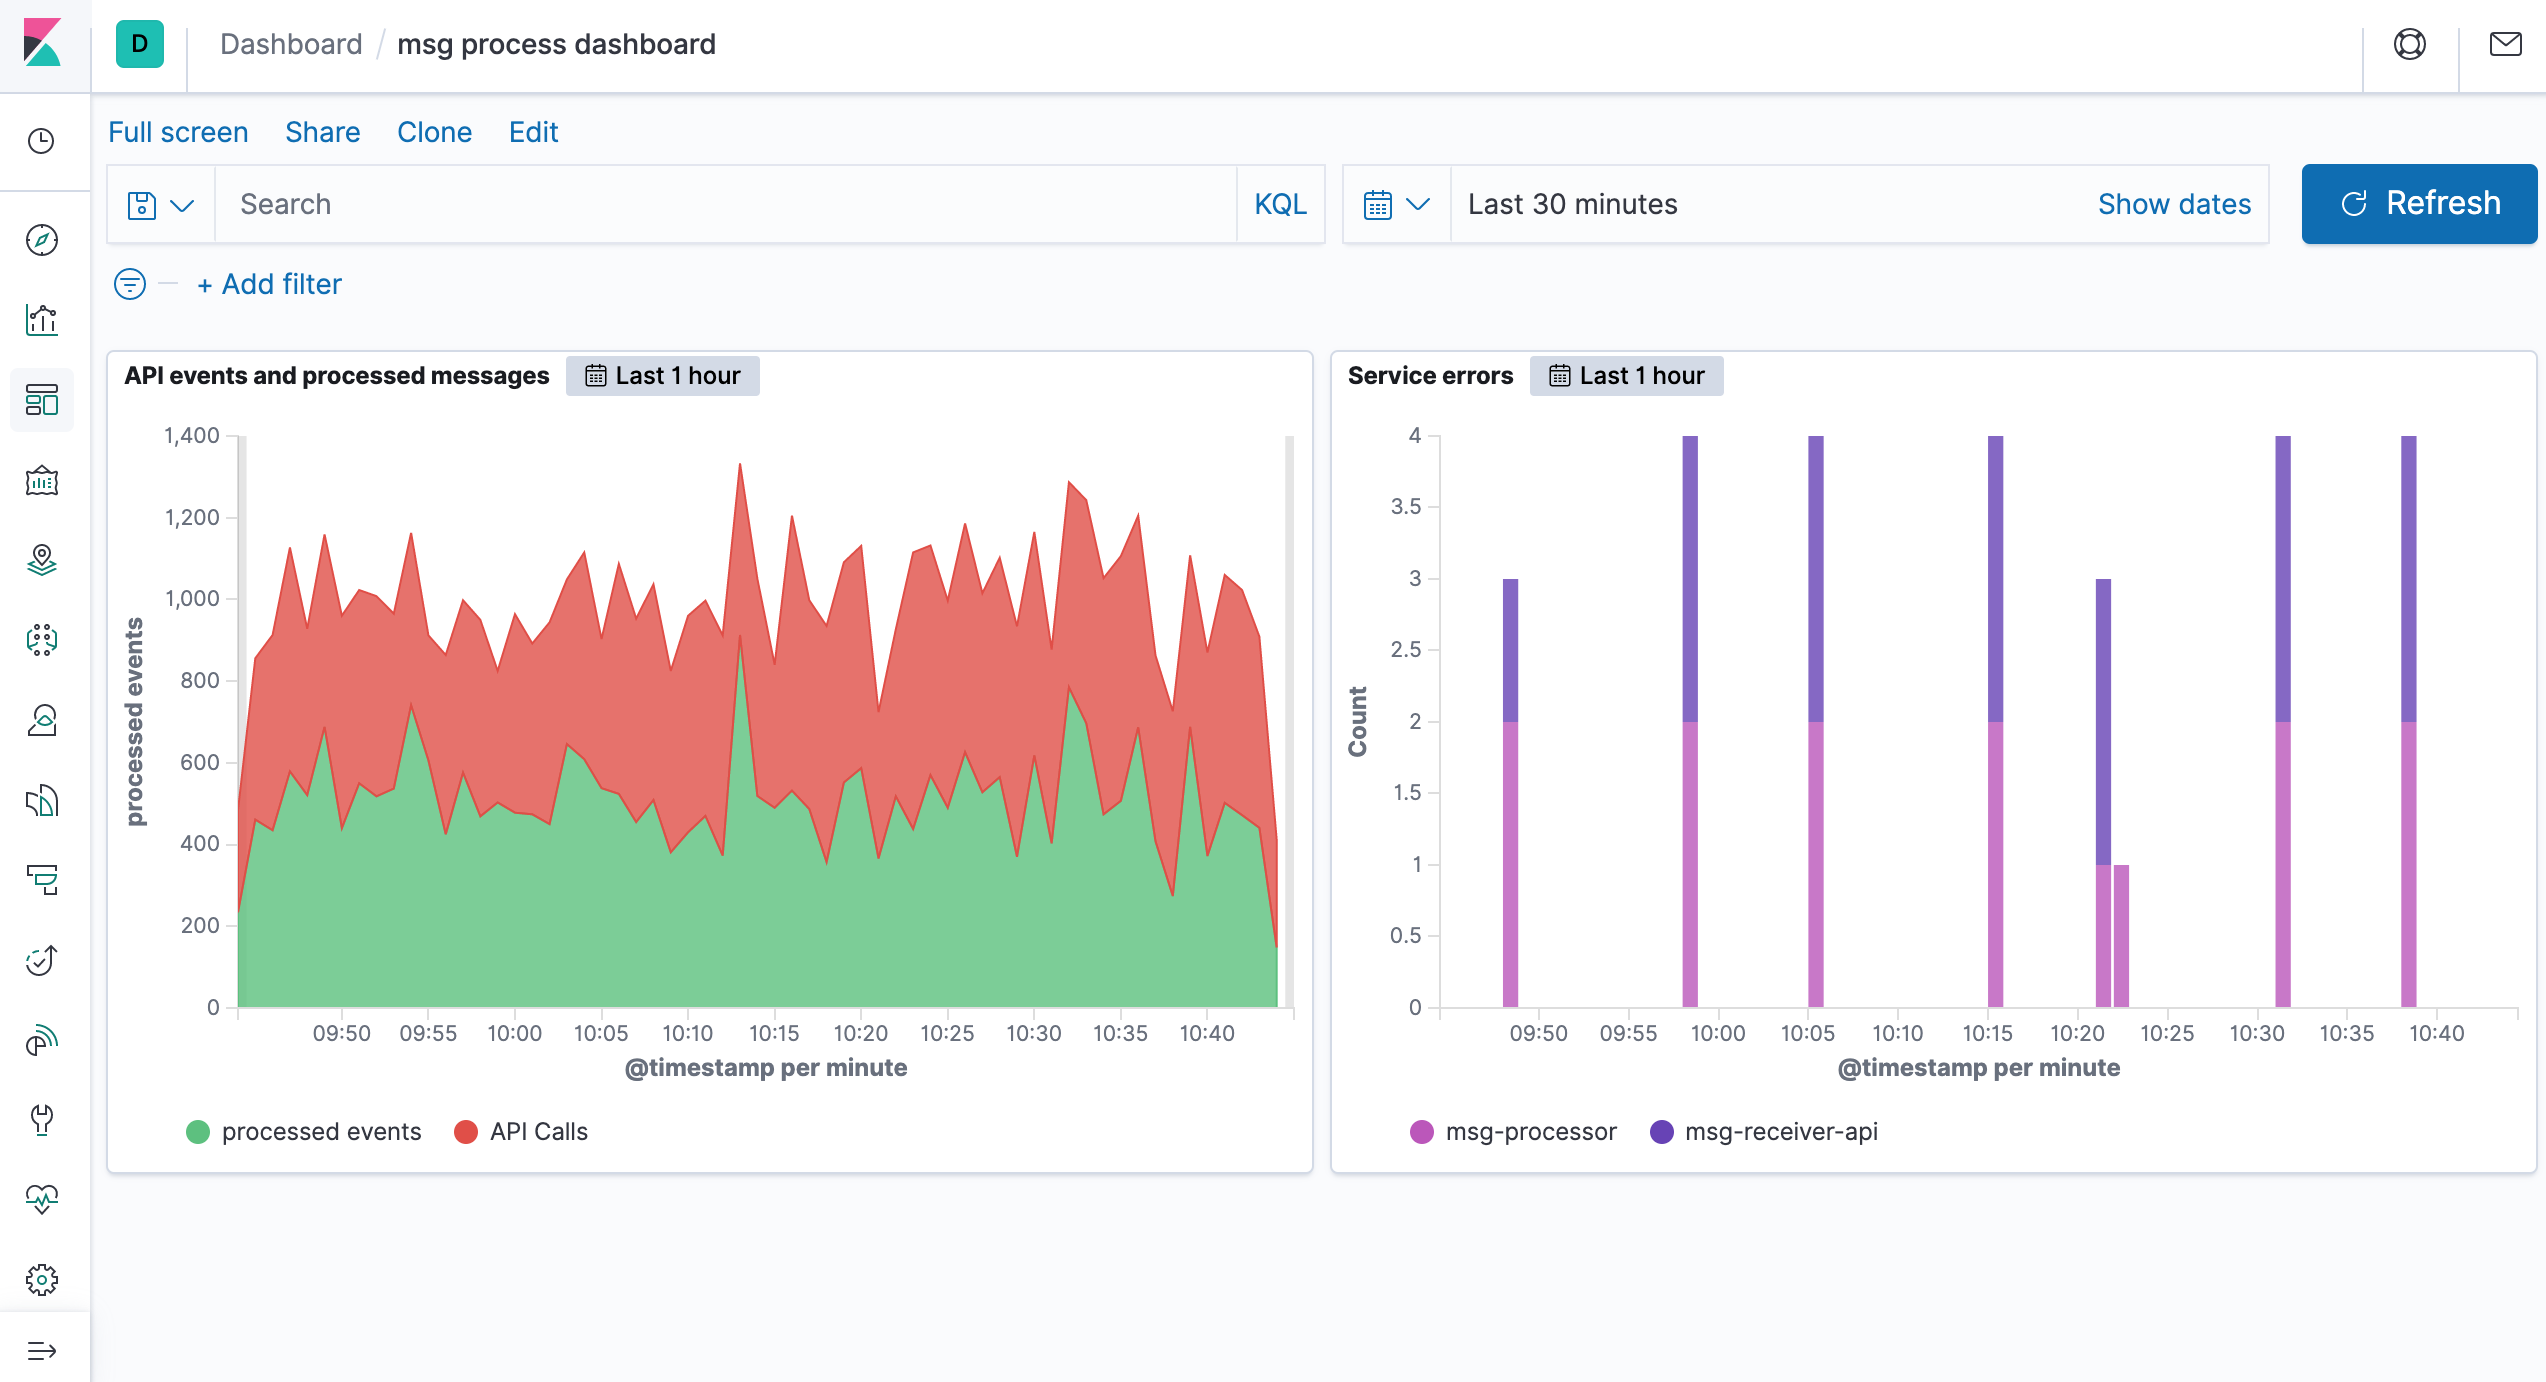 D Dashboard / msg process dashboard
Full screen Share Clone Edit
Search KQL Last 30 minutes Show dates Refresh
+ Add filter
API events and processed messages Last 1 hour
1,400
1,200
1,000
800
600
400
200
0
processed events
09:50 09:55 10:00 10:05 10:10 10:15 10:20 10:25 10:30 10:35 10:40
@timestamp per minute
processed events API Calls
Service errors Last 1 hour
4
3.5
3
2.5
2
1.5
1
0.5
0
Count
09:50 09:55 10:00 10:05 10:10 10:15 10:20 10:25 10:30 10:35 10:40
@timestamp per minute
msg-processor msg-receiver-api